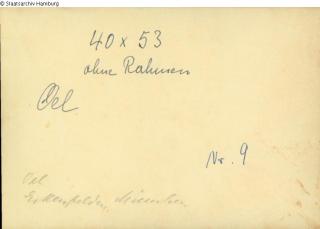 © Staatsarchiv Hamburg
40 x 53
ohne Rahmen
Oel
Nr. 9
Oel